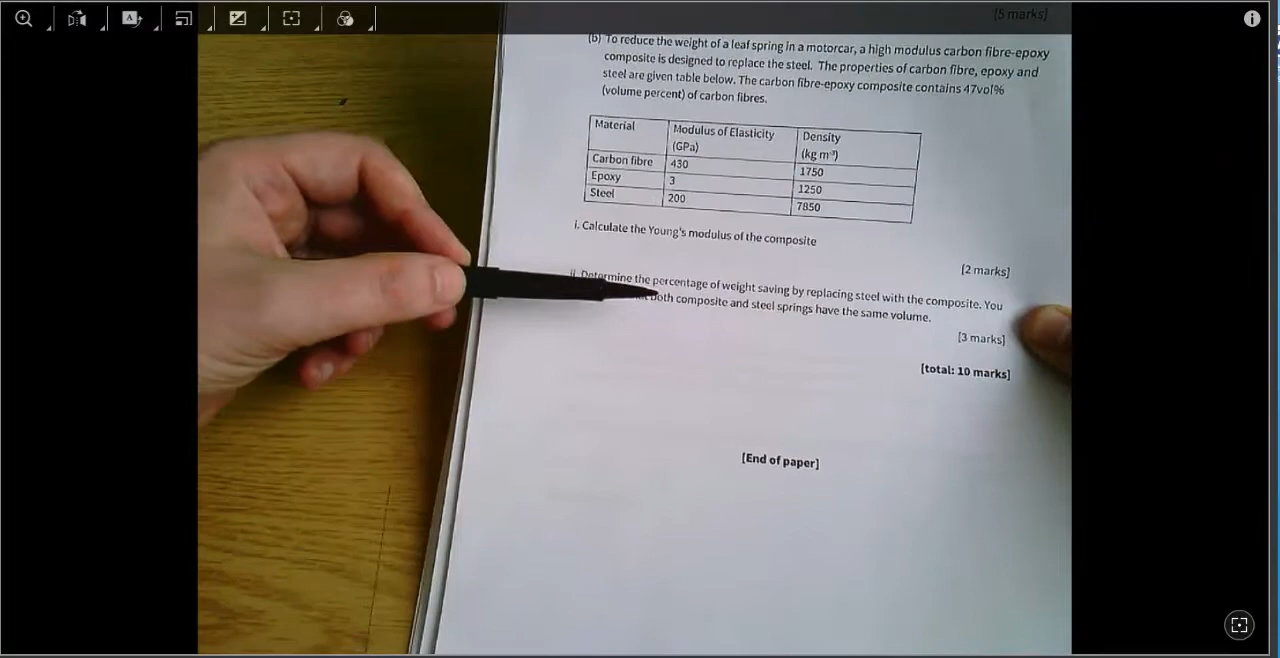 [5 marks]
(b) To reduce the weight of a leaf spring in a motorcar, a high modulus carbon fibre-epoxy
composite is designed to replace the steel. The properties of carbon fibre, epoxy and
steel are given table below. The carbon fibre-epoxy composite contains 47vol%
(volume percent) of carbon fibres.
Material Modulus of Elasticity (GPa) Density (kg m⁻³)
Carbon fibre 430 1750
Epoxy 3 1250
Steel 200 7850
i. Calculate the Young's modulus of the composite
[2 marks]
ii. Determine the percentage of weight saving by replacing steel with the composite. You
both composite and steel springs have the same volume.
[3 marks]
[total: 10 marks]
[End of paper]